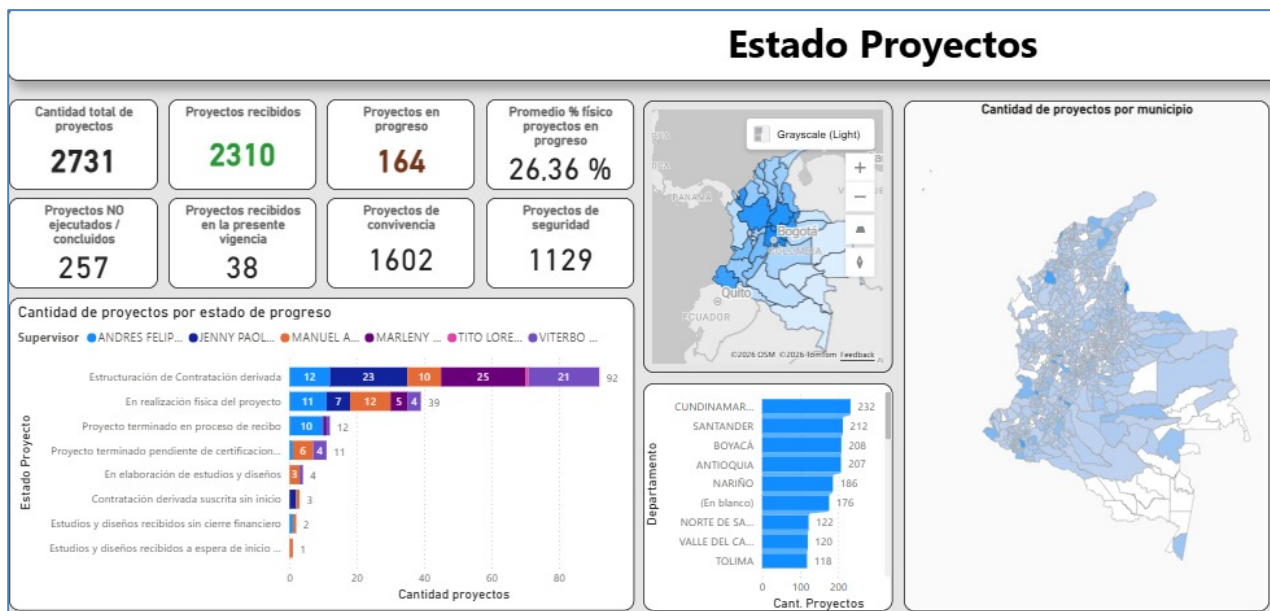 Estado Proyectos
Cantidad total de
proyectos
2731
Proyectos recibidos
2310
Proyectos en
progreso
164
Promedio % físico
proyectos en
progreso
26,36 %
Proyectos NO
ejecutados /
concluidos
257
Proyectos recibidos
en la presente
vigencia
38
Proyectos de
convivencia
1602
Proyectos de
seguridad
1129
Cantidad de proyectos por estado de progreso
Supervisor ANDRES FELIP... JENNY PAOL... MANUEL A... MARLENY ... TITO LORE... VITERBO ...
Estado Proyecto
Estructuración de Contratación derivada 12 23 10 25 21 92
En realización física del proyecto 11 7 12 5 4 39
Proyecto terminado en proceso de recibo 10 12
Proyecto terminado pendiente de certificacion... 6 4 11
En elaboración de estudios y diseños 3 4
Contratación derivada suscrita sin inicio 3
Estudios y diseños recibidos sin cierre financiero 2
Estudios y diseños recibidos a espera de inicio ... 1
0 20 40 60 80
Cantidad proyectos
Grayscale (Light)
PANAMÁ
Bogotá
COLOMBIA
Quito
ECUADOR
©2026 OSM ©2026 TomTom Feedback
Departamento
CUNDINAMAR... 232
SANTANDER 212
BOYACÁ 208
ANTIOQUIA 207
NARIÑO 186
(En blanco) 176
NORTE DE SA... 122
VALLE DEL CA... 120
TOLIMA 118
0 100 200
Cant. Proyectos
Cantidad de proyectos por municipio